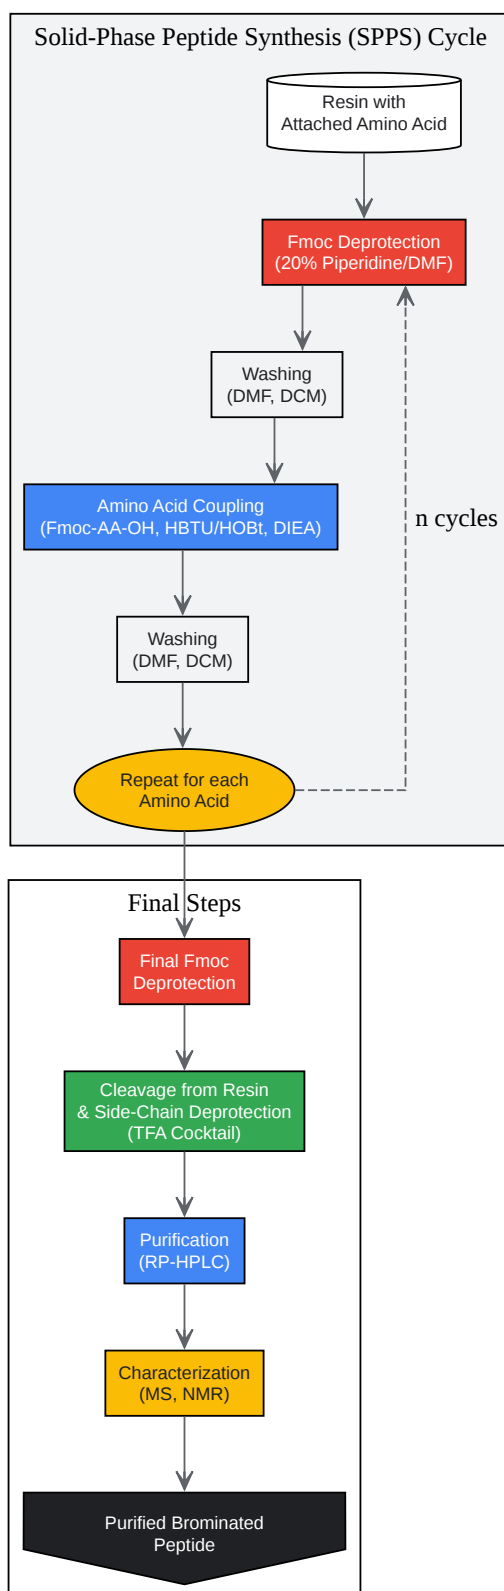 Solid-Phase Peptide Synthesis (SPPS) Cycle
Resin with
Attached Amino Acid
Fmoc Deprotection
(20% Piperidine/DMF)
Washing
(DMF, DCM)
Amino Acid Coupling
(Fmoc-AA-OH, HBTU/HOBt, DIEA)
n cycles
Washing
(DMF, DCM)
Repeat for each
Amino Acid
Final Steps
Final Fmoc
Deprotection
Cleavage from Resin
& Side-Chain Deprotection
(TFA Cocktail)
Purification
(RP-HPLC)
Characterization
(MS, NMR)
Purified Brominated
Peptide